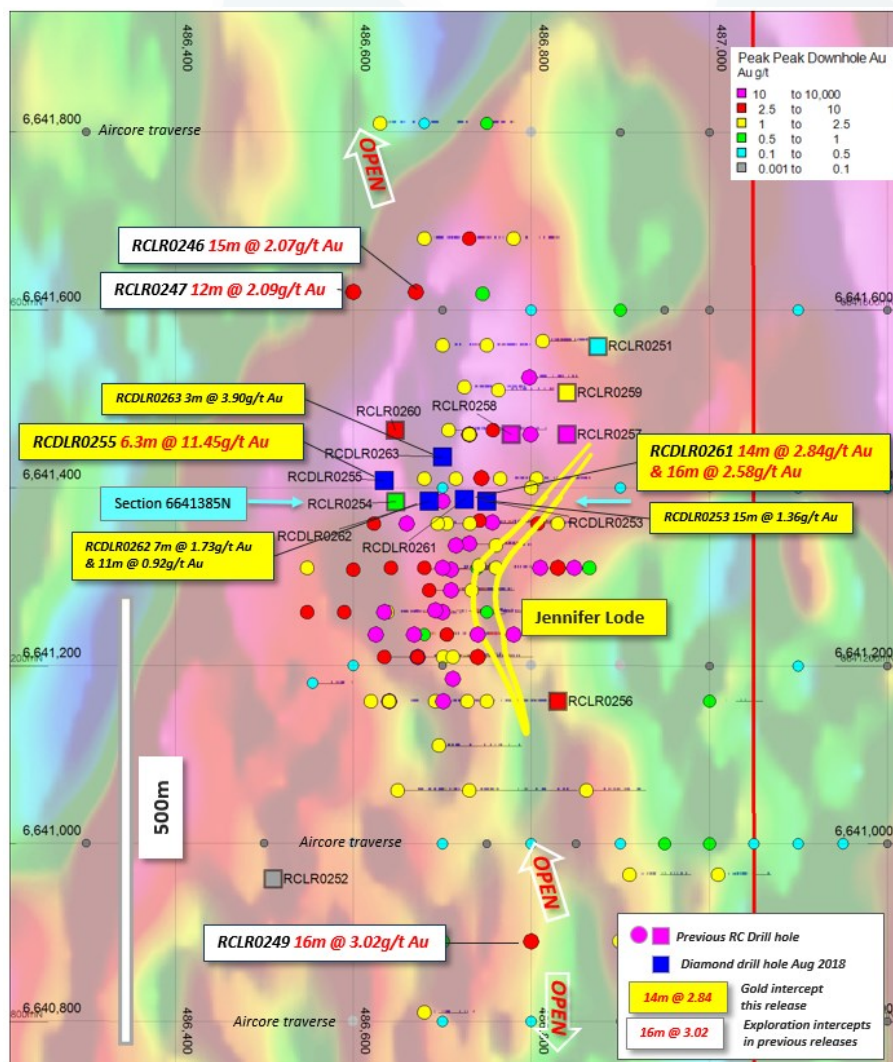 486,400
486,600
486,800
487,000
Peak Peak Downhole Au
Au g/t
10 to 10,000
2.5 to 10
1 to 2.5
0.5 to 1
0.1 to 0.5
0.001 to 0.1
6,641,800
Aircore traverse
OPEN
RCLR0246 15m @ 2.07g/t Au
RCLR0247 12m @ 2.09g/t Au
6,641,600
6,641,600
RCLR0251
RCDLR0263 3m @ 3.90g/t Au
RCLR0259
RCLR0260
RCLR0258
RCLR0257
RCDLR0255 6.3m @ 11.45g/t Au
RCDLR0263
RCDLR0261 14m @ 2.84g/t Au
& 16m @ 2.58g/t Au
6,641,400
RCDLR0255
Section 6641385N
RCLR0254
RCDLR0253
RCDLR0253 15m @ 1.36g/t Au
RCDLR0262
RCDLR0261
RCDLR0262 7m @ 1.73g/t Au
& 11m @ 0.92g/t Au
Jennifer Lode
6,641,200
6,641,200
RCLR0256
500m
6,641,000
Aircore traverse
6,641,000
RCLR0252
OPEN
RCLR0249 16m @ 3.02g/t Au
Previous RC Drill hole
Diamond drill hole Aug 2018
14m @ 2.84
Gold intercept
this release
16m @ 3.02
Exploration intercepts
in previous releases
OPEN
6,640,800
Aircore traverse
486,400
486,600